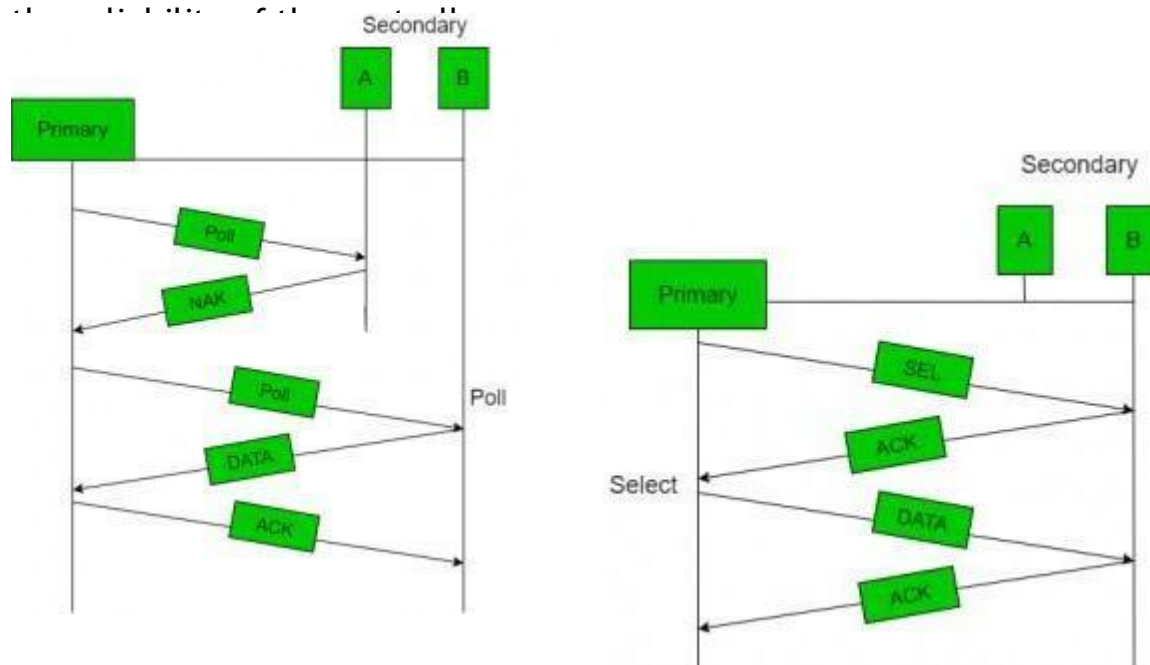 Secondary
A
B
Primary
Poll
NAK
Poll
Poll
DATA
ACK
Secondary
A
B
Primary
SEL
ACK
Select
DATA
ACK